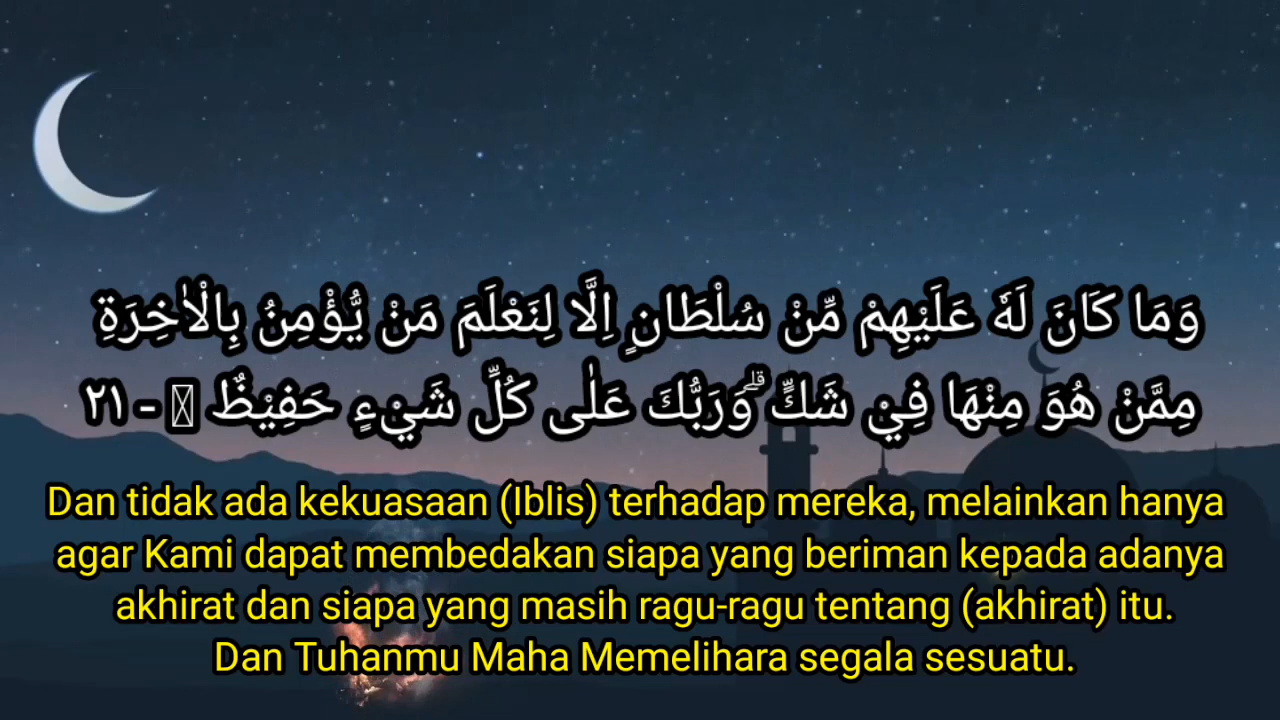 وَمَا كَانَ لَهٗ عَلَيْهِمْ مِّنْ سُلْطَانٍ اِلَّا لِنَعْلَمَ مَنْ يُّؤْمِنُ بِالْاٰخِرَةِ
مِمَّنْ هُوَ مِنْهَا فِيْ شَكٍّ ۗوَرَبُّكَ عَلٰى كُلِّ شَيْءٍ حَفِيْظٌ - ٢١
Dan tidak ada kekuasaan (Iblis) terhadap mereka, melainkan hanya
agar Kami dapat membedakan siapa yang beriman kepada adanya
akhirat dan siapa yang masih ragu-ragu tentang (akhirat) itu.
Dan Tuhanmu Maha Memelihara segala sesuatu.